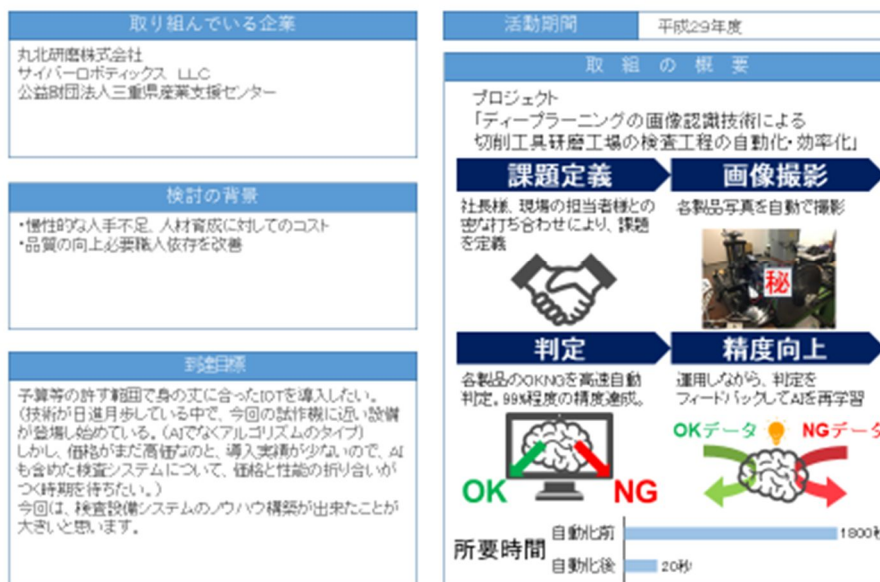 取り組んでいる企業
丸北研磨株式会社
サイバーロボティックス LLC
公益財団法人三重県産業支援センター
検討の背景
・慢性的な人手不足、人材育成に対してのコスト
・品質の向上必要職人依存を改善
到達目標
予算等の許す範囲で身の丈に合ったIOTを導入したい。
(技術が日進月歩している中で、今回の試作機に近い設備
が登場し始めている。(AIでなくアルゴリズムのタイプ)
しかし、価格がまだ高価なのと、導入実績が少ないので、AI
も含めた検査システムについて、価格と性能の折り合いが
つく時期を待ちたい。)
今回は、検査設備システムのノウハウ構築が出来たことが
大きいと思います。
活動期間
平成29年度
取組の概要
プロジェクト
「ディープラーニングの画像認識技術による
切削工具研磨工場の検査工程の自動化・効率化」
課題定義
社長様、現場の担当者様との
密な打ち合わせにより、課題
を定義
画像撮影
各製品写真を自動で撮影
秘
判定
各製品のOKNGを高速自動
判定。99%程度の精度達成。
OK
NG
精度向上
運用しながら、判定を
フィードバックしてAIを再学習
OKデータ
NGデータ
所要時間
自動化前
1800秒
自動化後
20秒